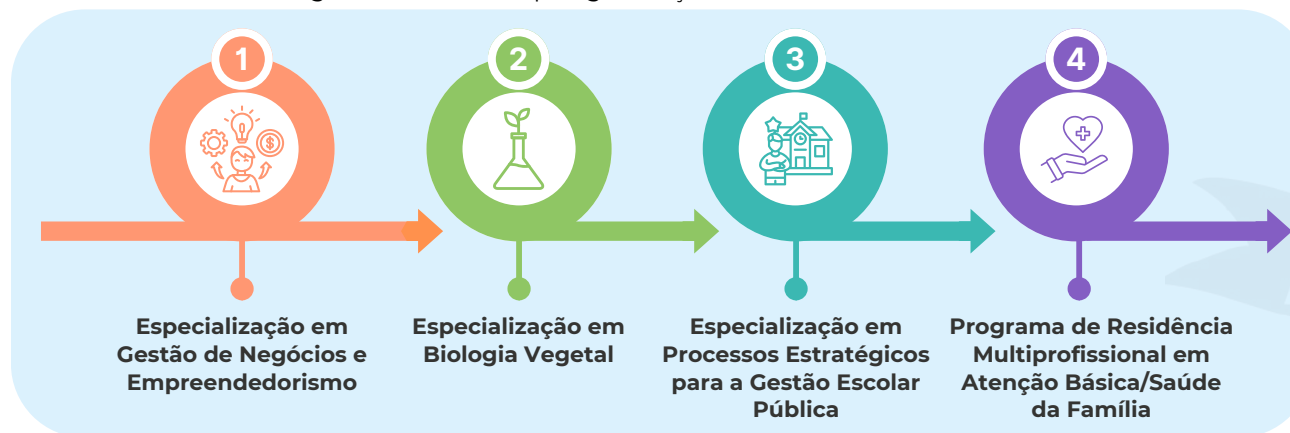 1
2
3
4
$
Especialização em
Gestão de Negócios e
Empreendedorismo
Especialização em
Biologia Vegetal
Especialização em
Processos Estratégicos
para a Gestão Escolar
Pública
Programa de Residência
Multiprofissional em
Atenção Básica/Saúde
da Família